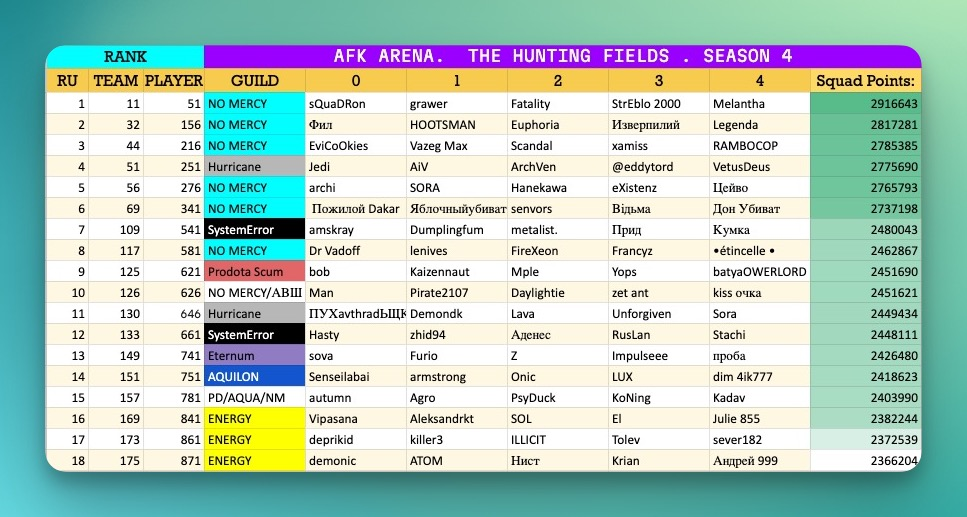 RANK AFK ARENA. THE HUNTING FIELDS . SEASON 4
RU TEAM PLAYER GUILD 0 1 2 3 4 Squad Points:
1 11 51 NO MERCY sQuaDRon grawer Fatality StrEblo 2000 Melantha 2916643
2 32 156 NO MERCY Фил HOOTSMAN Euphoria Изверпилий Legenda 2817281
3 44 216 NO MERCY EviCoOkies Vazeg Max Scandal xamiss RAMBOCOP 2785385
4 51 251 Hurricane Jedi AiV ArchVen @eddytord VetusDeus 2775690
5 56 276 NO MERCY archi SORA Hanekawa eXistenz Цейво 2765793
6 69 341 NO MERCY Пожилой Dakar Яблочныйубиват senvors Відьма Дон Убиват 2737198
7 109 541 SystemError amskray Dumplingfum metalist. Прид Кумка 2480043
8 117 581 NO MERCY Dr Vadoff lenives FireXeon Francyz •étincelle • 2462867
9 125 621 Prodota Scum bob Kaizennaut Mple Yops batyaOWERLORD 2451690
10 126 626 NO MERCY/АВШ Man Pirate2107 Daylightie zet ant kiss очка 2451621
11 130 646 Hurricane ПУХavthradЬЩК Demondk Lava Unforgiven Sora 2449434
12 133 661 SystemError Hasty zhid94 Аденес RusLan Stachi 2448111
13 149 741 Eternum sova Furio Z Impulseee проба 2426480
14 151 751 AQUILON Senseilabai armstrong Onic LUX dim 4ik777 2418623
15 157 781 PD/AQUA/NM autumn Agro PsyDuck KoNing Kadav 2403990
16 169 841 ENERGY Vipasana Aleksandrkt SOL El Julie 855 2382244
17 173 861 ENERGY deprikid killer3 ILLICIT Tolev sever182 2372539
18 175 871 ENERGY demonic ATOM Нист Krian Андрей 999 2366204